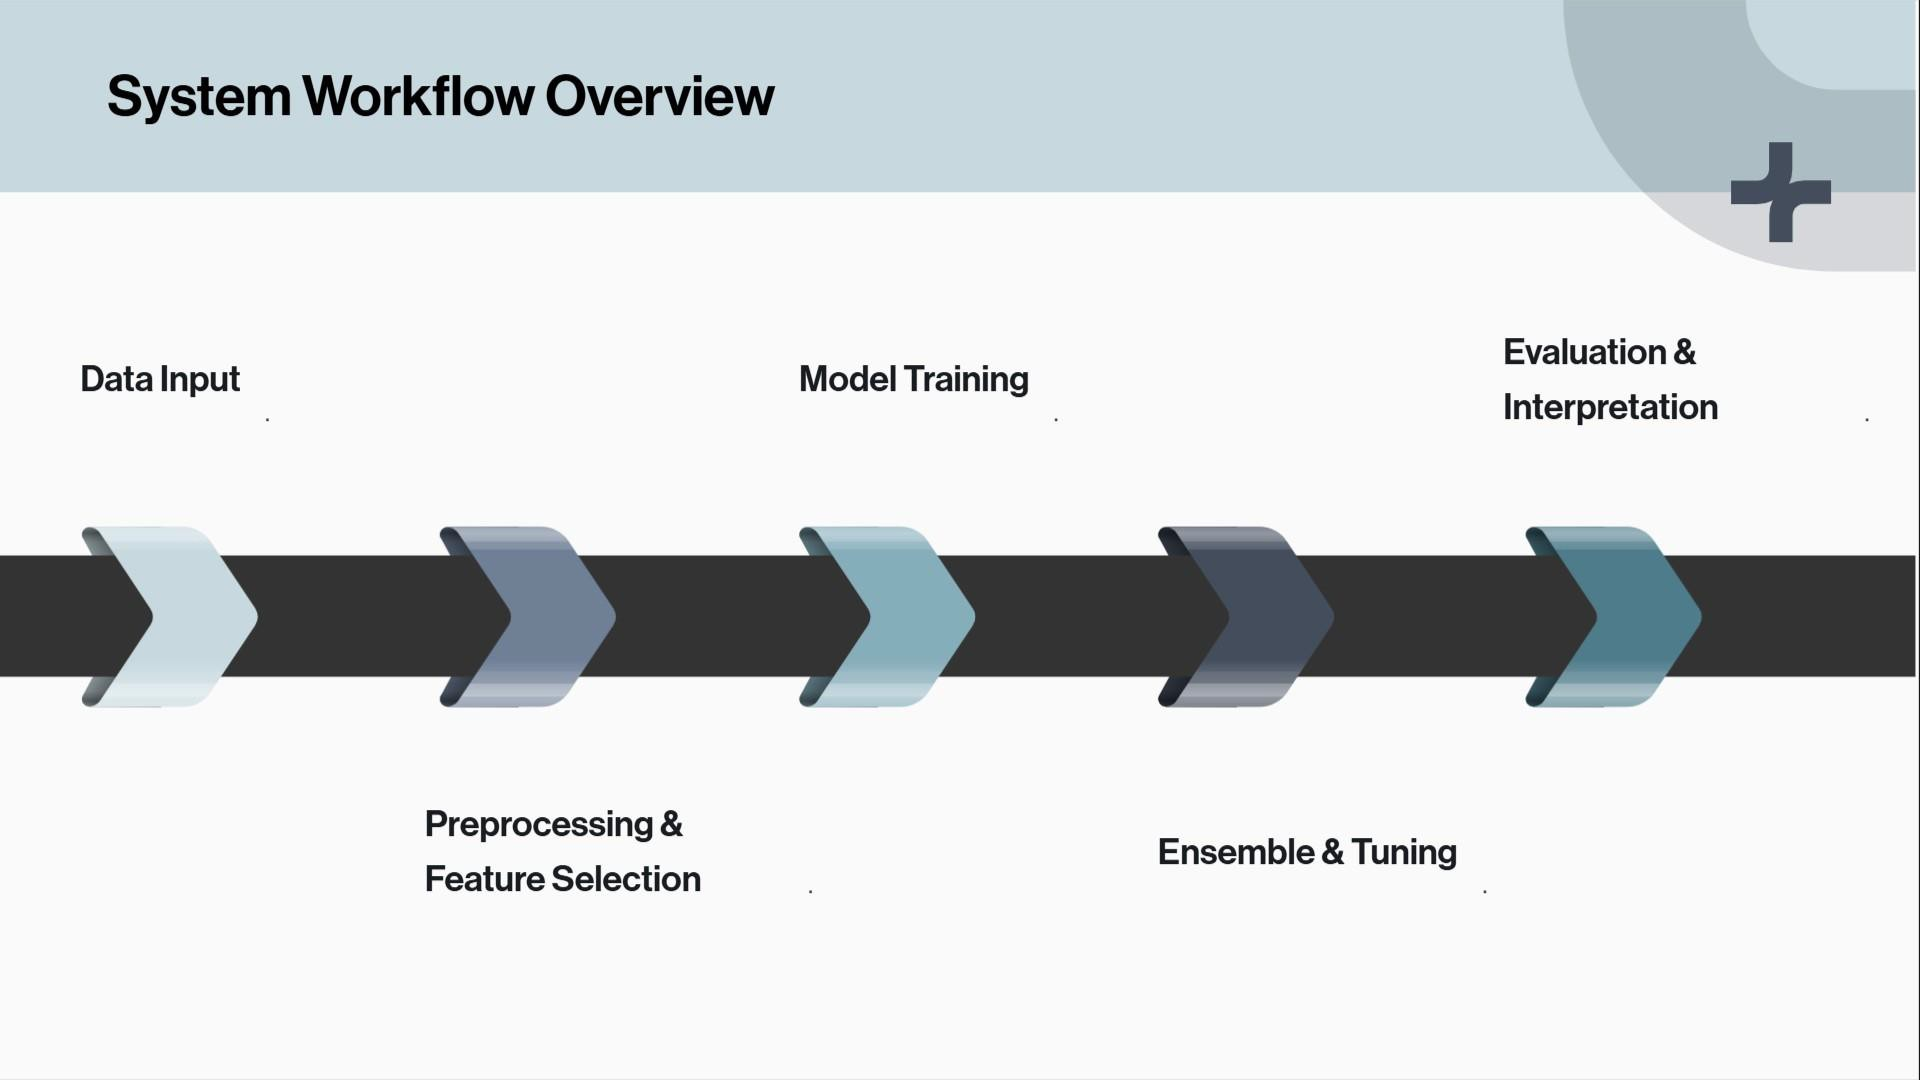 System Workflow Overview
Data Input
.
Preprocessing &
Feature Selection
.
Model Training
.
Ensemble & Tuning
.
Evaluation &
Interpretation
.